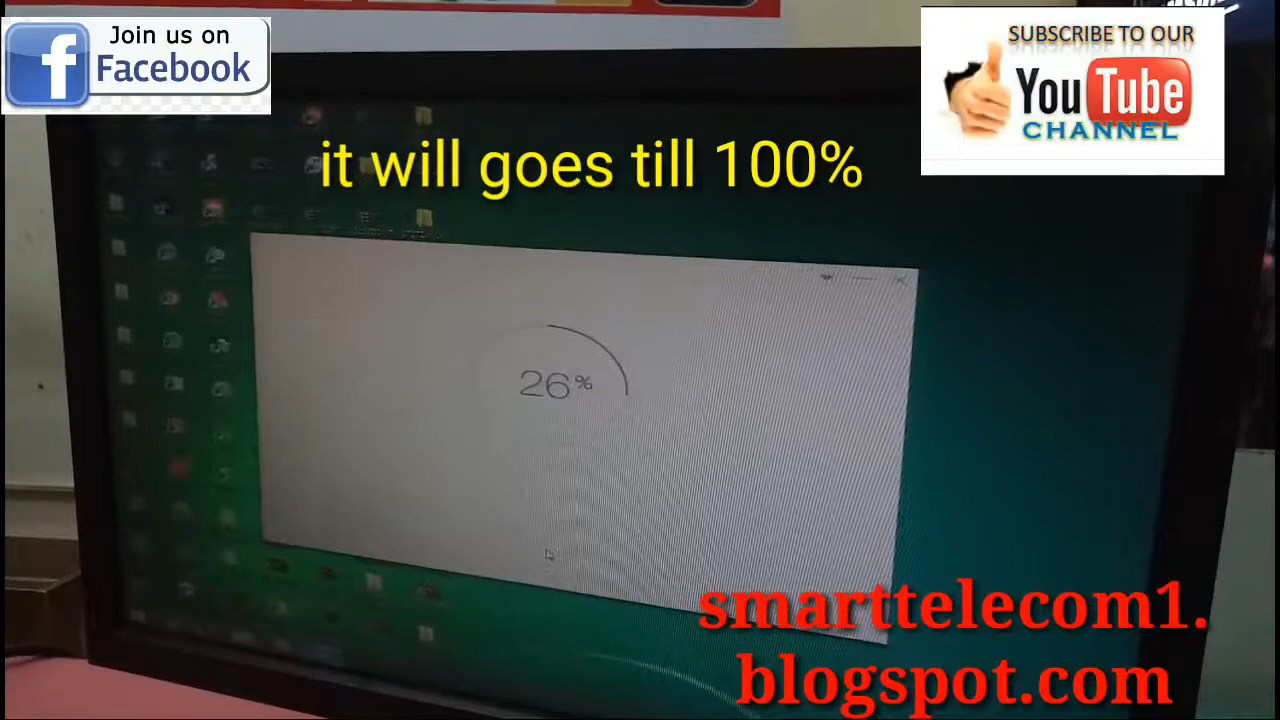 Join us on
Facebook
SUBSCRIBE TO OUR
YouTube
CHANNEL
it will goes till 100%
26%
smarttelecom1.
blogspot.com